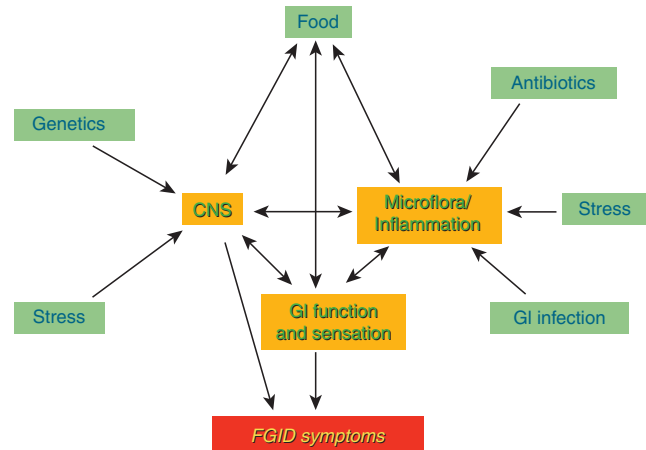 Food
Antibiotics
Genetics
CNS
Microflora/
Inflammation
Stress
Stress
GI function
and sensation
GI infection
FGID symptoms